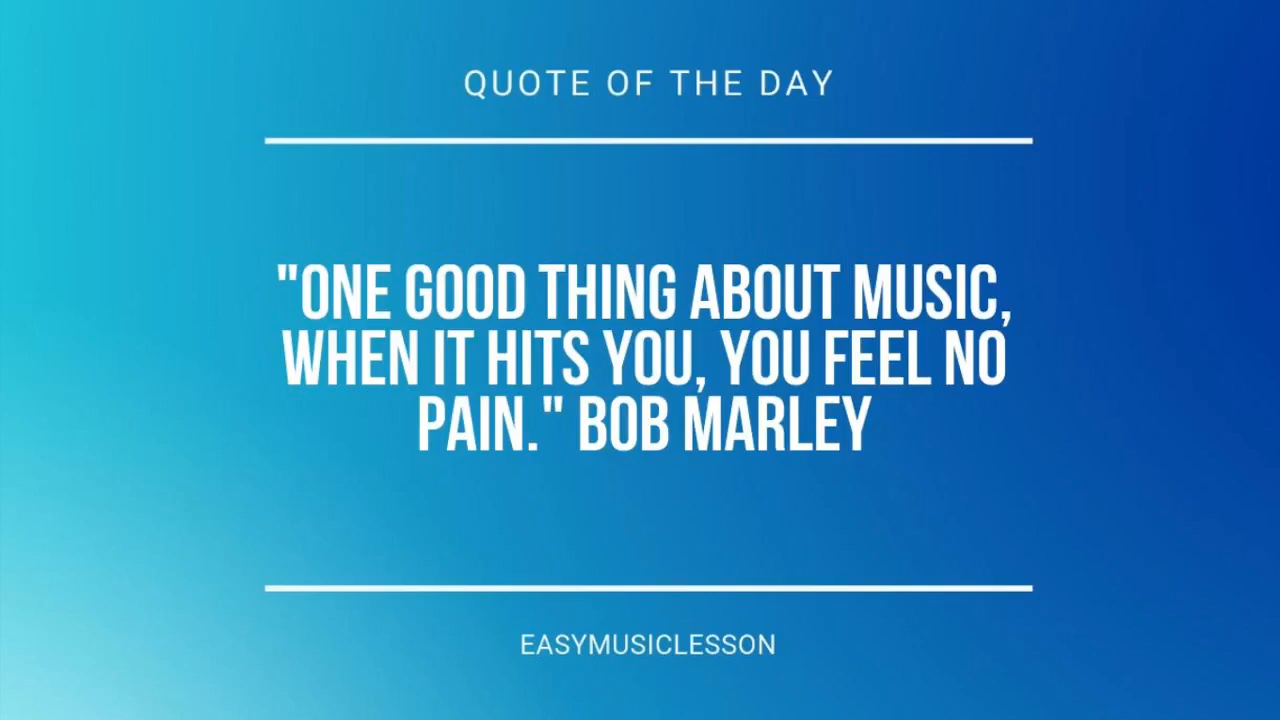 QUOTE OF THE DAY
"ONE GOOD THING ABOUT MUSIC,
WHEN IT HITS YOU, YOU FEEL NO
PAIN." BOB MARLEY
EASYMUSICLESSON